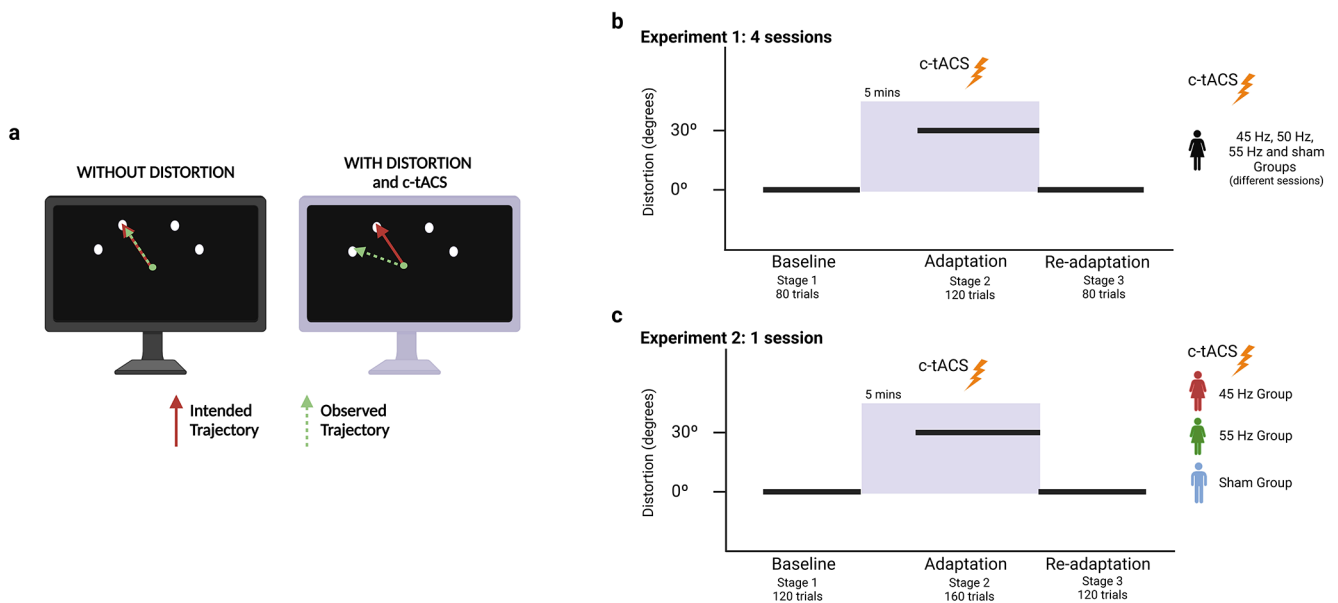 a
WITHOUT DISTORTION
WITH DISTORTION
and c-tACS
Intended
Trajectory
Observed
Trajectory
b
Experiment 1: 4 sessions
Distortion (degrees)
30º
0º
5 mins
c-tACS
Baseline
Stage 1
80 trials
Adaptation
Stage 2
120 trials
Re-adaptation
Stage 3
80 trials
c-tACS
45 Hz, 50 Hz,
55 Hz and sham
Groups
(different sessions)
c
Experiment 2: 1 session
Distortion (degrees)
30º
0º
5 mins
c-tACS
Baseline
Stage 1
120 trials
Adaptation
Stage 2
160 trials
Re-adaptation
Stage 3
120 trials
c-tACS
45 Hz Group
55 Hz Group
Sham Group